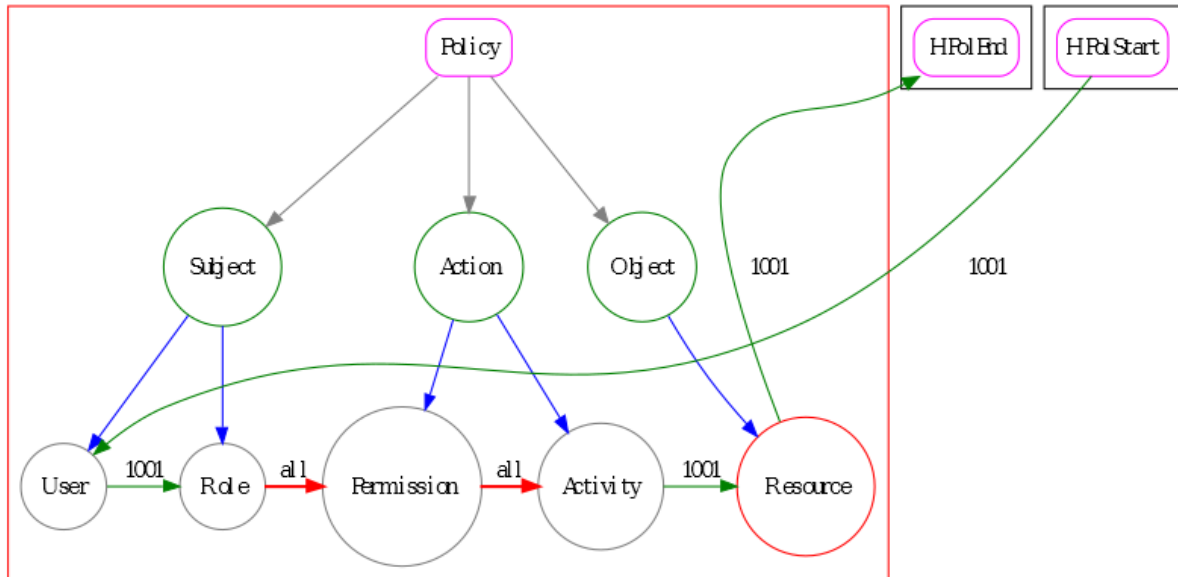 Policy
HPolEnd
HPolStart
Subject
Action
Object
1001
1001
User
1001
Role
all
Permission
all
Activity
1001
Resource